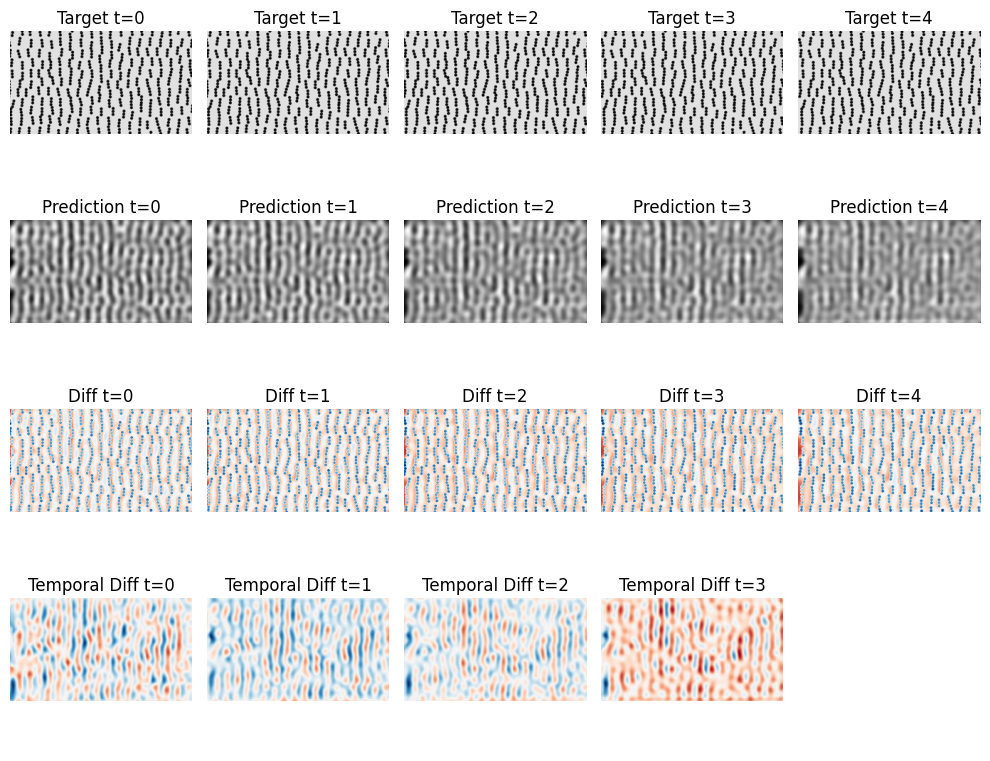 Target t=0 Target t=1 Target t=2 Target t=3 Target t=4
Prediction t=0 Prediction t=1 Prediction t=2 Prediction t=3 Prediction t=4
Diff t=0 Diff t=1 Diff t=2 Diff t=3 Diff t=4
Temporal Diff t=0 Temporal Diff t=1 Temporal Diff t=2 Temporal Diff t=3